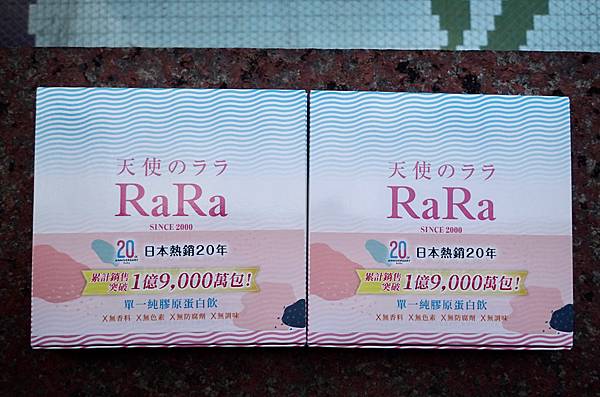 天使のララ
RaRa
SINCE 2000
20
ANNIVERSARY
日本熱銷20年
累計銷售
突破 1億9,000萬包!
單一純膠原蛋白飲
X無香料 X無色素 X無防腐劑 X無調味
天使のララ
RaRa
SINCE 2000
20
ANNIVERSARY
日本熱銷20年
累計銷售
突破 1億9,000萬包!
單一純膠原蛋白飲
X無香料 X無色素 X無防腐劑 X無調味